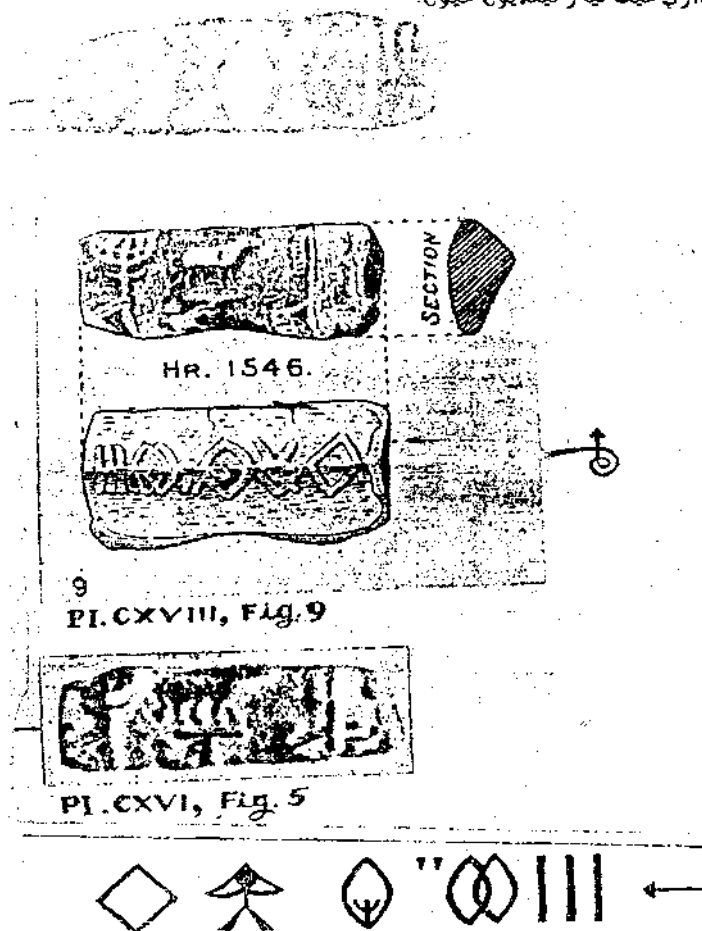 SECTION
HR. 1546.
9
Pl. CXVIII, Fig. 9
Pl. CXVI, Fig. 5